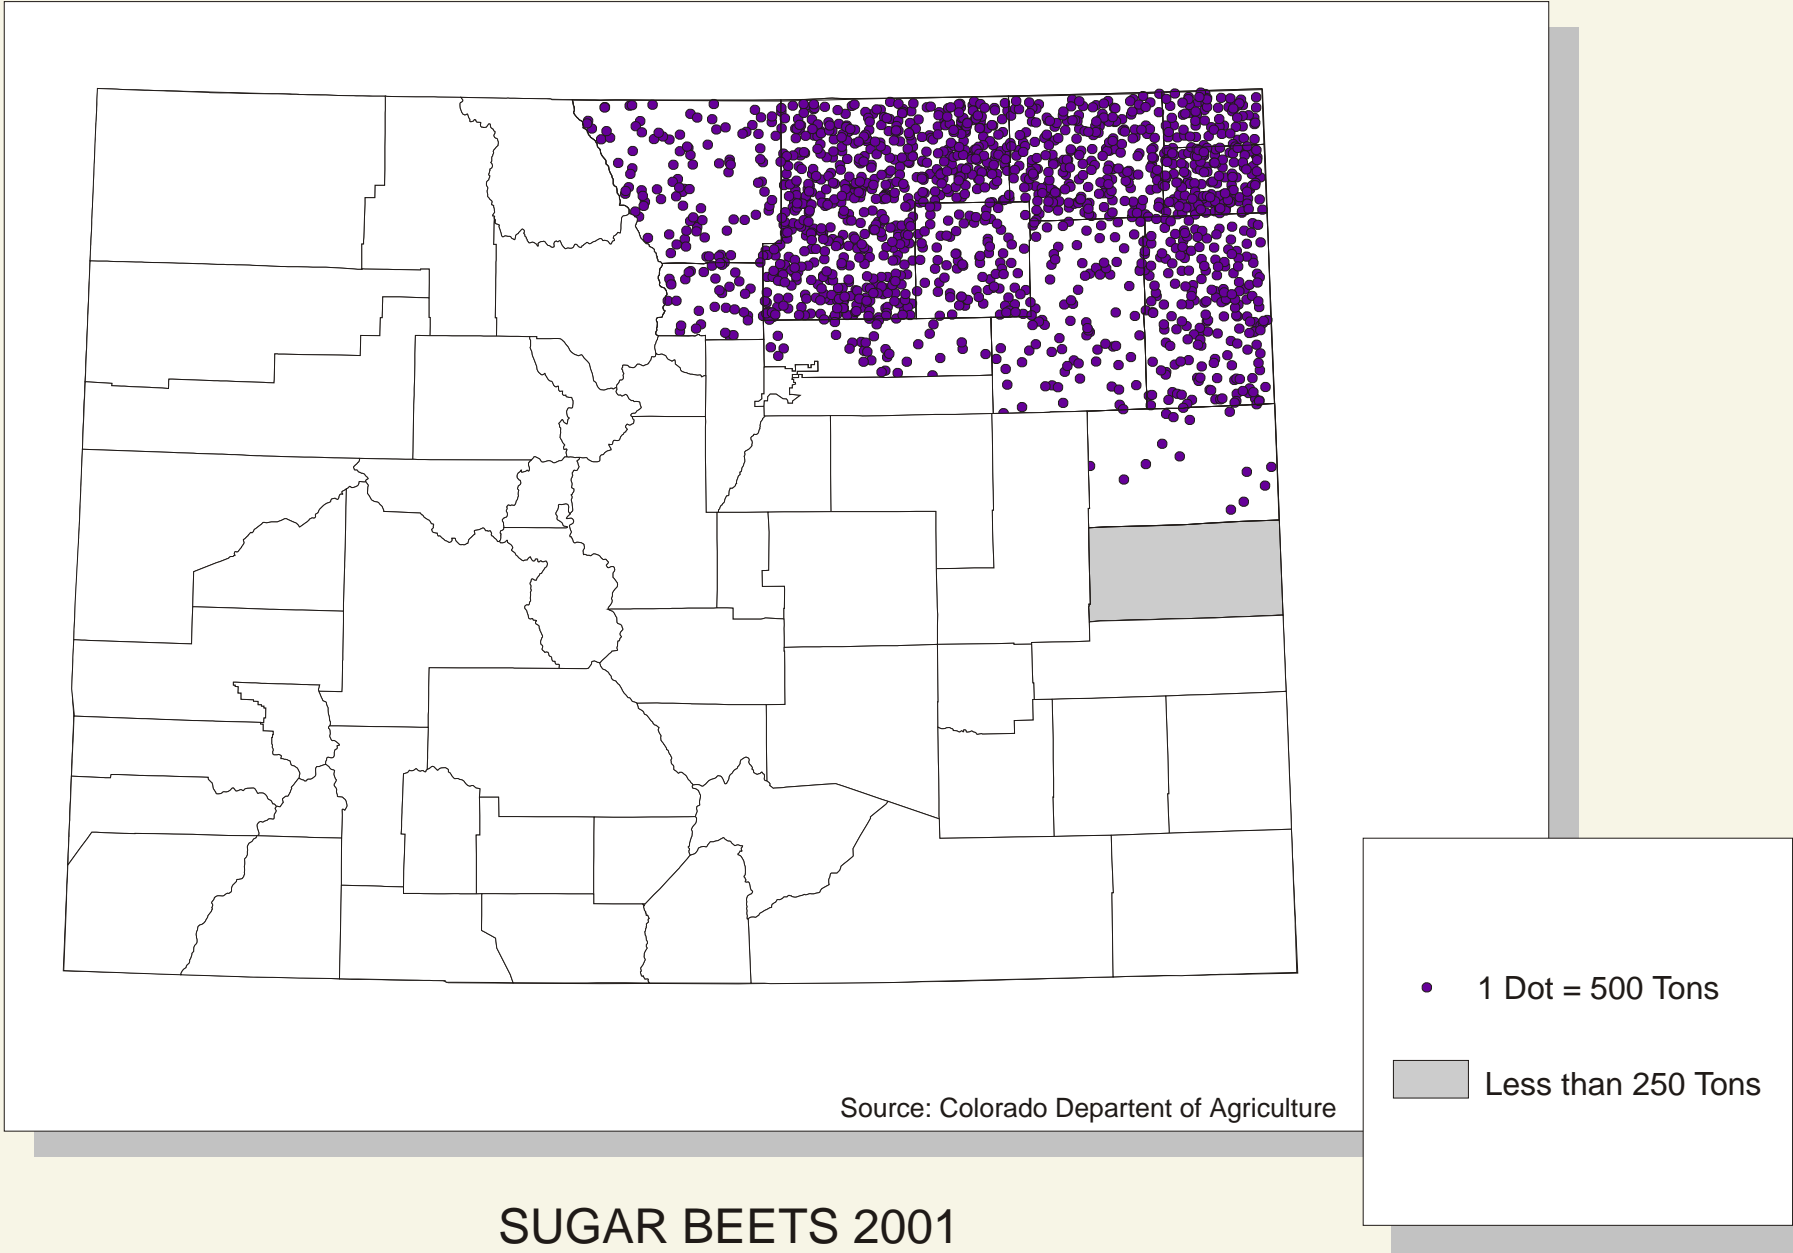 1 Dot = 500 Tons
Less than 250 Tons
Source: Colorado Departent of Agriculture
SUGAR BEETS 2001